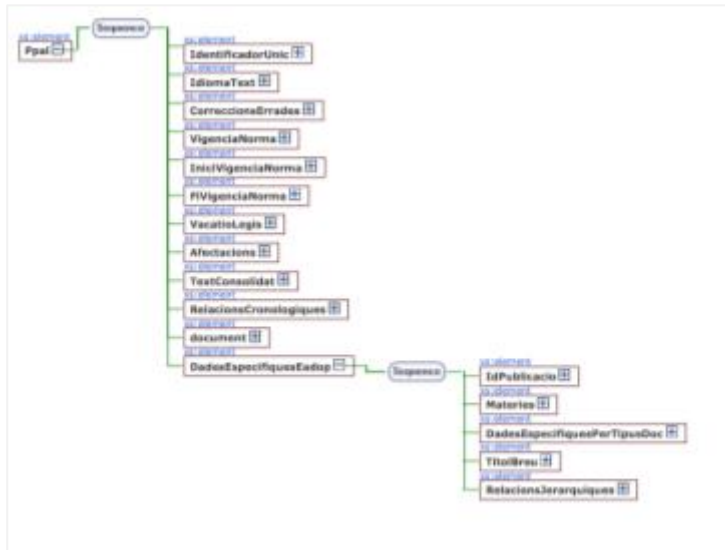 xs:element
Ppal
Sequence
xs:element
IdentificadorUnic
xs:element
IdiomaText
xs:element
CorreccionsErrades
xs:element
VigenciaNorma
xs:element
IniciVigenciaNorma
xs:element
FiVigenciaNorma
xs:element
VacatioLegis
xs:element
Afectacions
xs:element
TextConsolidat
xs:element
RelacionsCronologiques
xs:element
document
xs:element
DadesEspecifiquesEadop
Sequence
xs:element
IdPublicacio
xs:element
Materies
xs:element
DadesEspecifiquesPerTipusDoc
xs:element
TitolBreu
xs:element
RelacionsJerarquiques